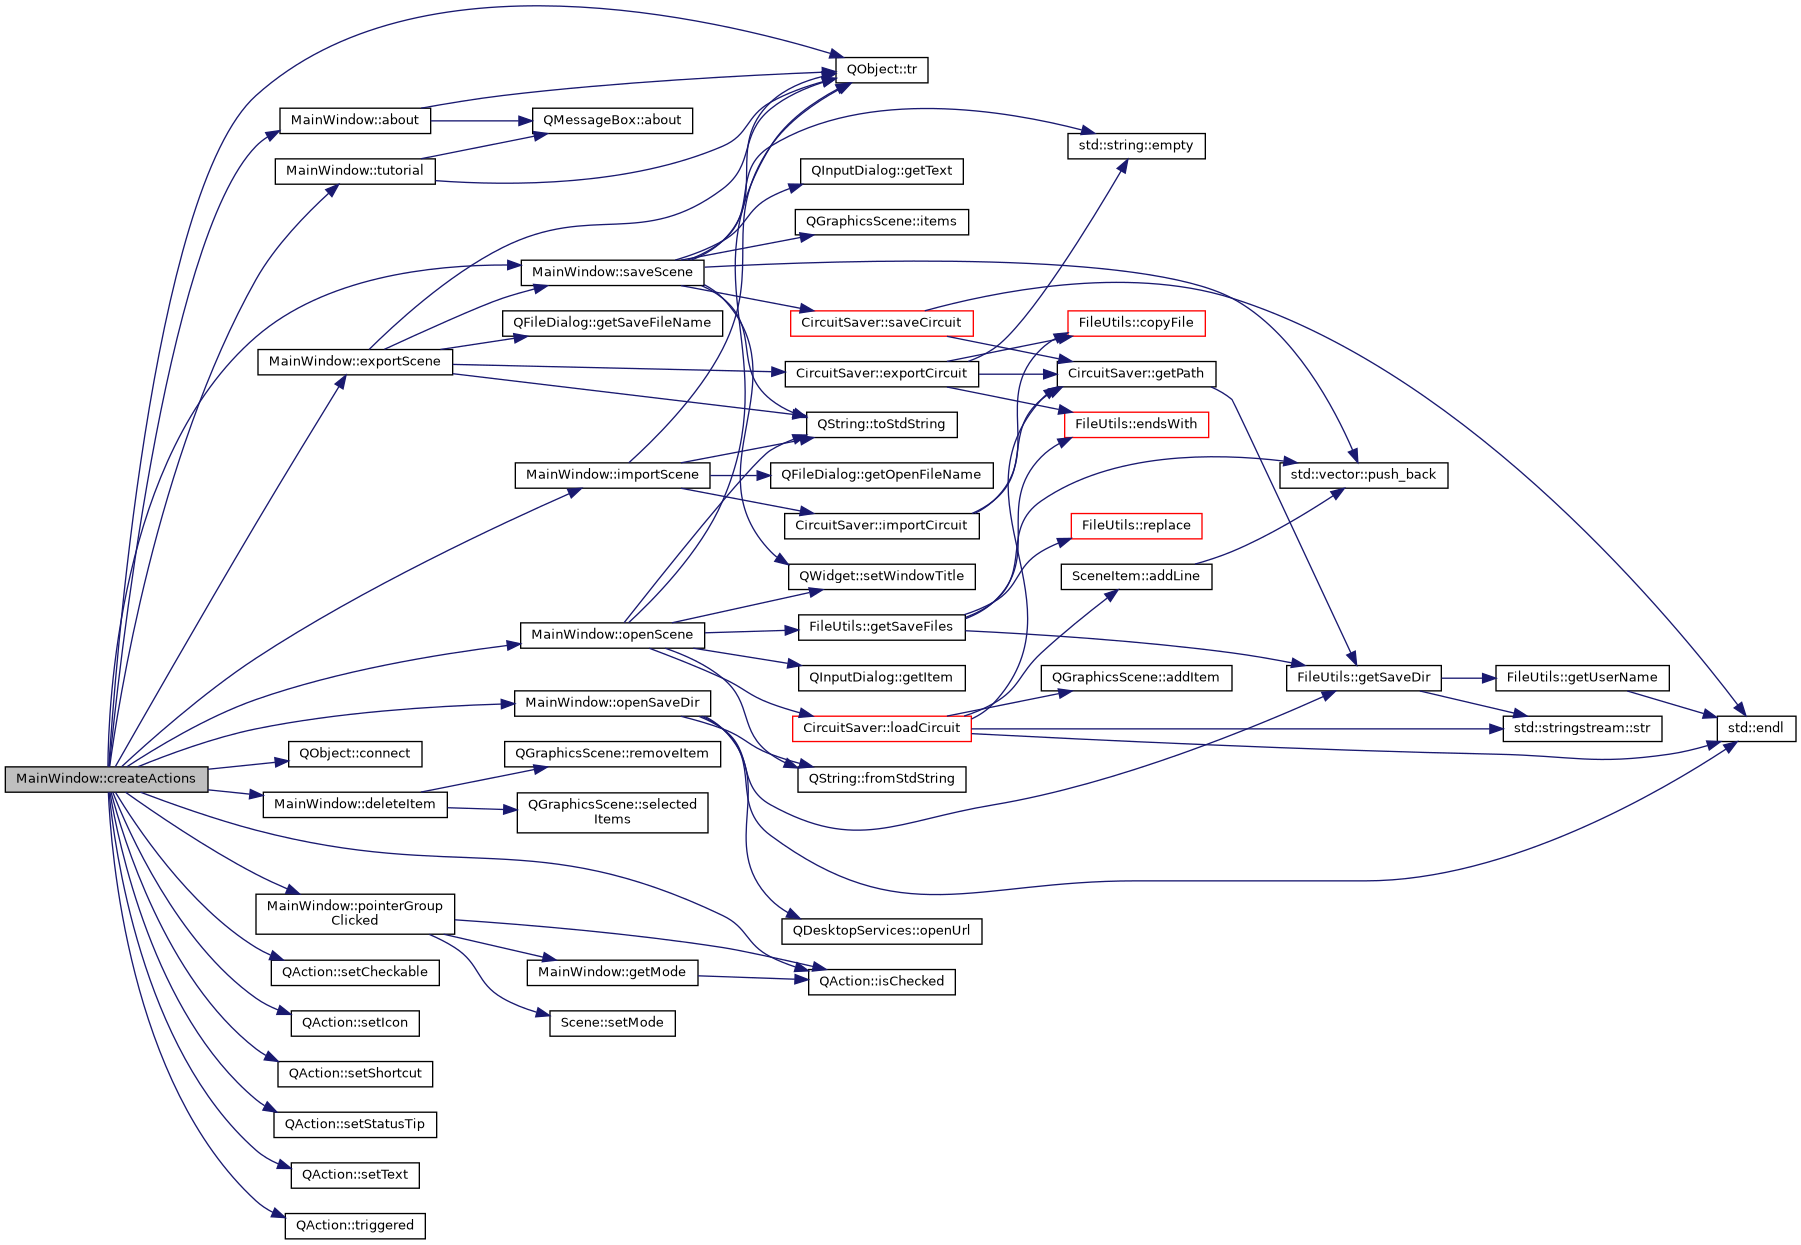 QObject::tr
MainWindow::about
QMessageBox::about
std::string::empty
MainWindow::tutorial
QInputDialog::getText
QGraphicsScene::items
MainWindow::saveScene
QFileDialog::getSaveFileName
CircuitSaver::saveCircuit
FileUtils::copyFile
MainWindow::exportScene
CircuitSaver::exportCircuit
CircuitSaver::getPath
QString::toStdString
FileUtils::endsWith
MainWindow::importScene
QFileDialog::getOpenFileName
std::vector::push_back
CircuitSaver::importCircuit
FileUtils::replace
QWidget::setWindowTitle
SceneItem::addLine
MainWindow::openScene
FileUtils::getSaveFiles
QInputDialog::getItem
QGraphicsScene::addItem
FileUtils::getSaveDir
FileUtils::getUserName
MainWindow::openSaveDir
CircuitSaver::loadCircuit
std::stringstream::str
std::endl
QObject::connect
QGraphicsScene::removeItem
MainWindow::createActions
QString::fromStdString
MainWindow::deleteItem
QGraphicsScene::selected
Items
MainWindow::pointerGroup
Clicked
QDesktopServices::openUrl
QAction::setCheckable
MainWindow::getMode
QAction::isChecked
QAction::setIcon
Scene::setMode
QAction::setShortcut
QAction::setStatusTip
QAction::setText
QAction::triggered